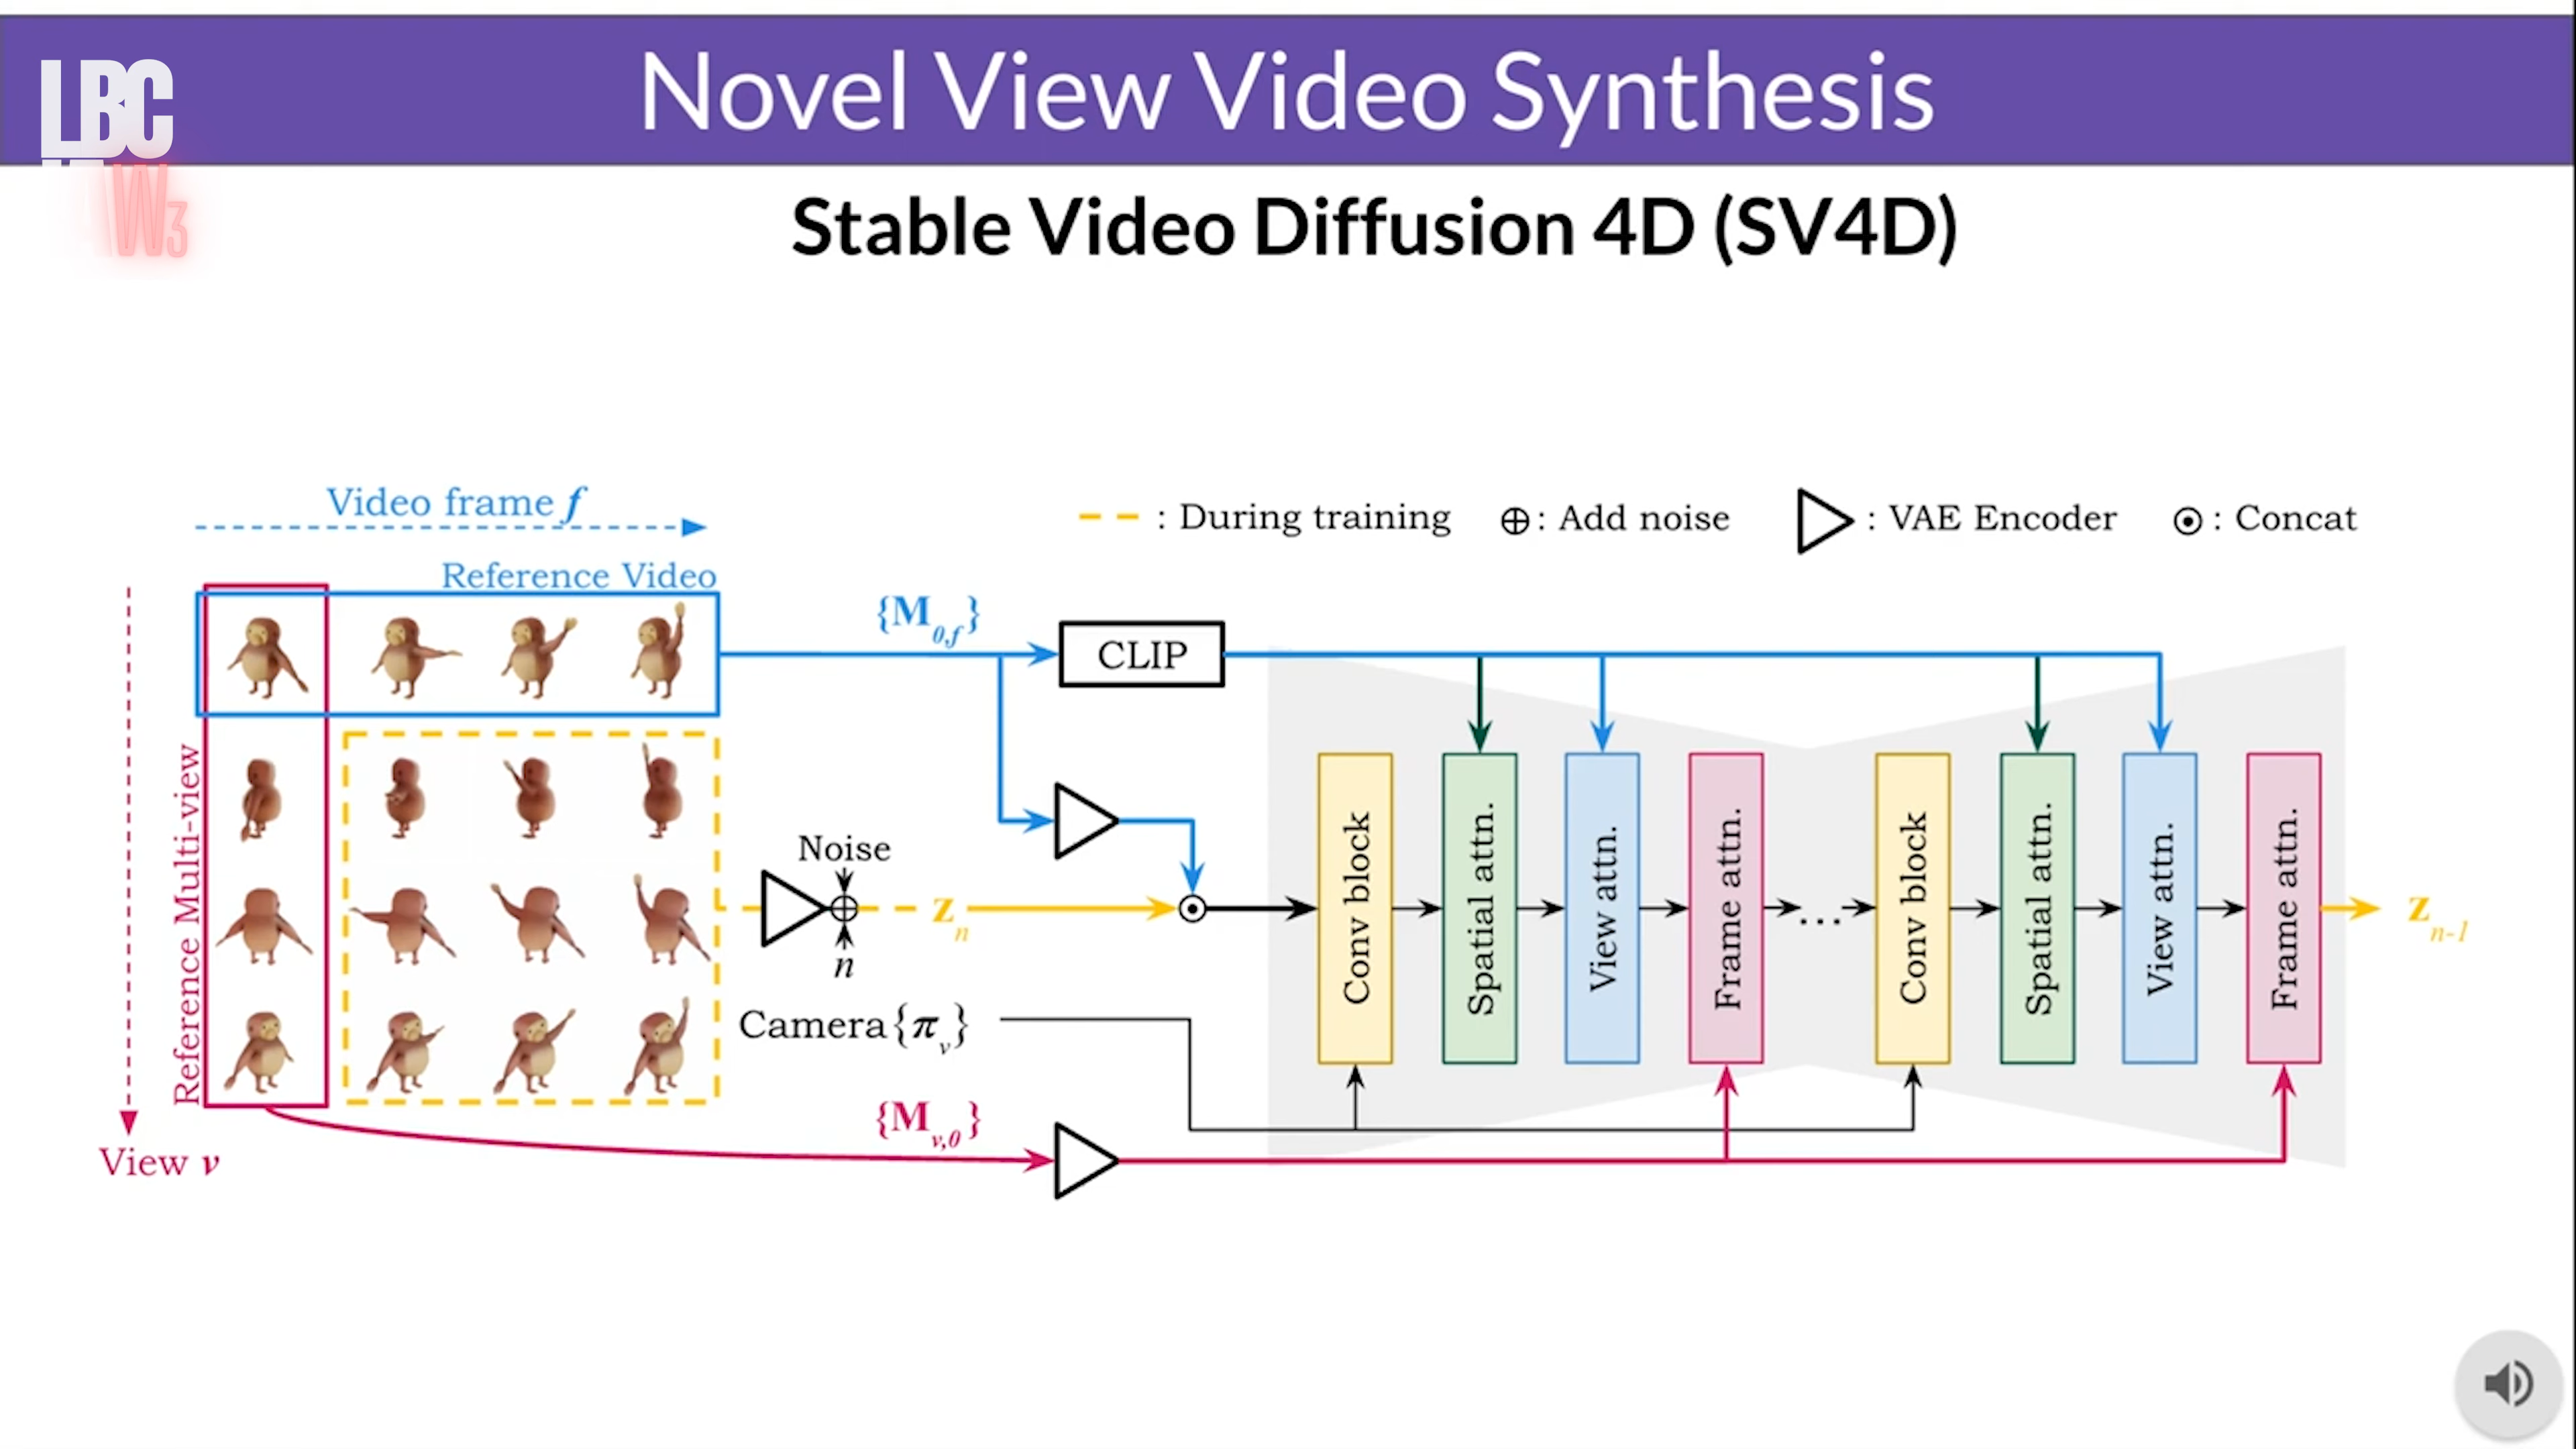 Novel View Video Synthesis
LBC
W3
Stable Video Diffusion 4D (SV4D)
Video frame f
: During training
: Add noise
: VAE Encoder
: Concat
Reference Video
{M0,f}
CLIP
Reference Multi-view
Noise
zn
n
Camera {πv}
{Mv,0}
View v
Conv block
Spatial attn.
View attn.
Frame attn.
...
Conv block
Spatial attn.
View attn.
Frame attn.
zn-1